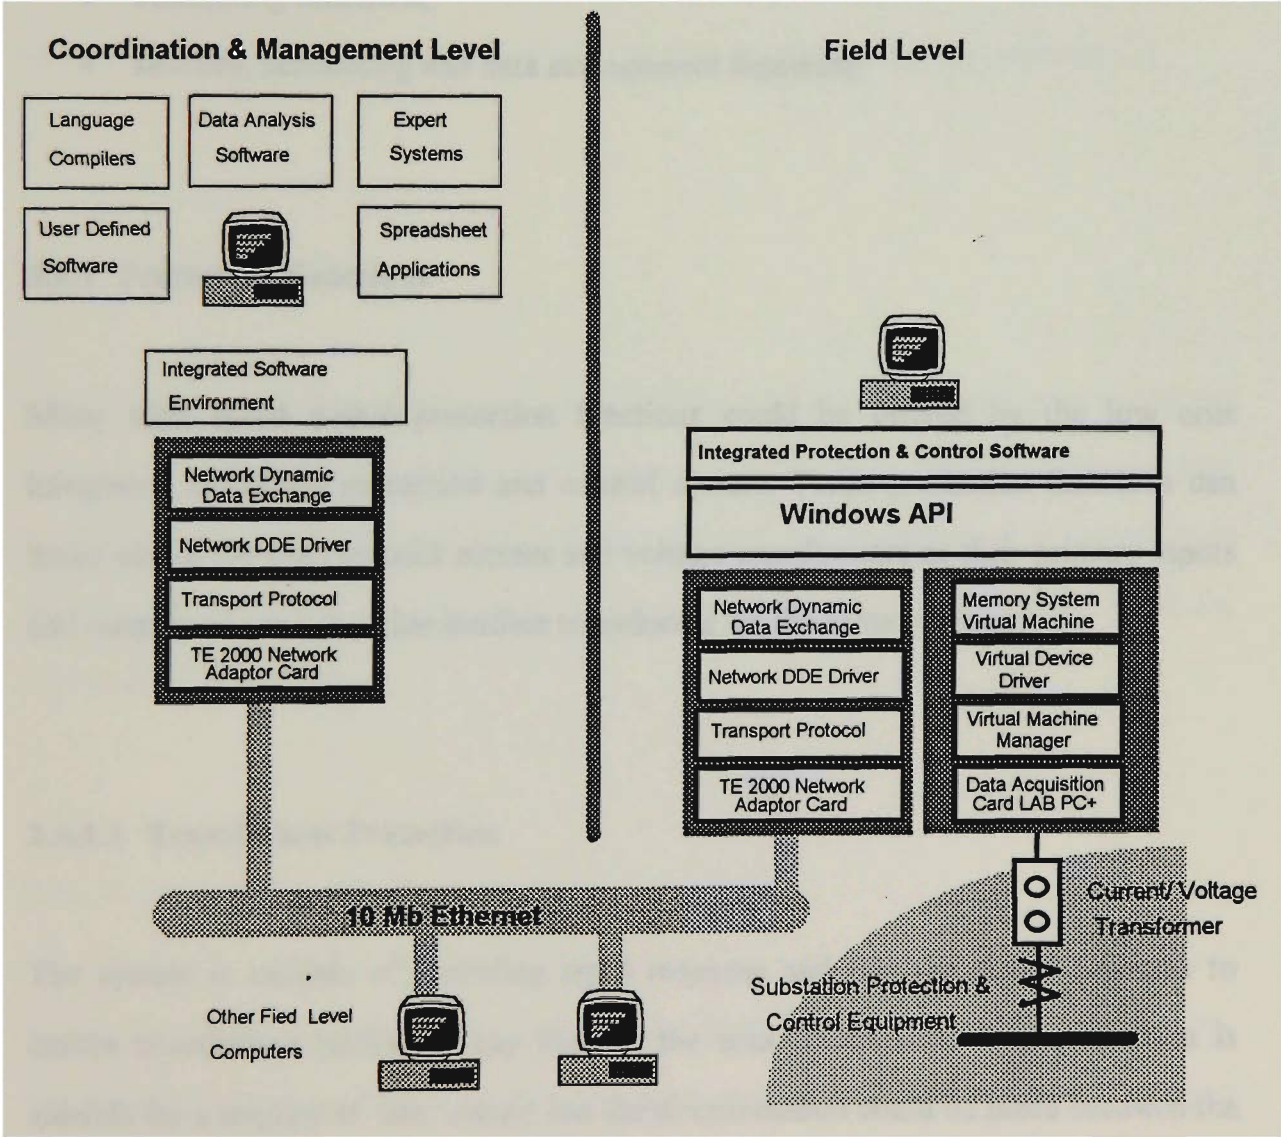 Coordination & Management Level
Field Level
Language
Compilers
Data Analysis
Software
Expert
Systems
User Defined
Software
Spreadsheet
Applications
Integrated Software
Environment
Network Dynamic
Data Exchange
Network DDE Driver
Transport Protocol
TE 2000 Network
Adaptor Card
Integrated Protection & Control Software
Windows API
Network Dynamic
Data Exchange
Network DDE Driver
Transport Protocol
TE 2000 Network
Adaptor Card
Memory System
Virtual Machine
Virtual Device
Driver
Virtual Machine
Manager
Data Acquisition
Card LAB PC+
10 Mb Ethernet
Current/ Voltage
Transformer
Substation Protection &
Control Equipment
Other Fied Level
Computers